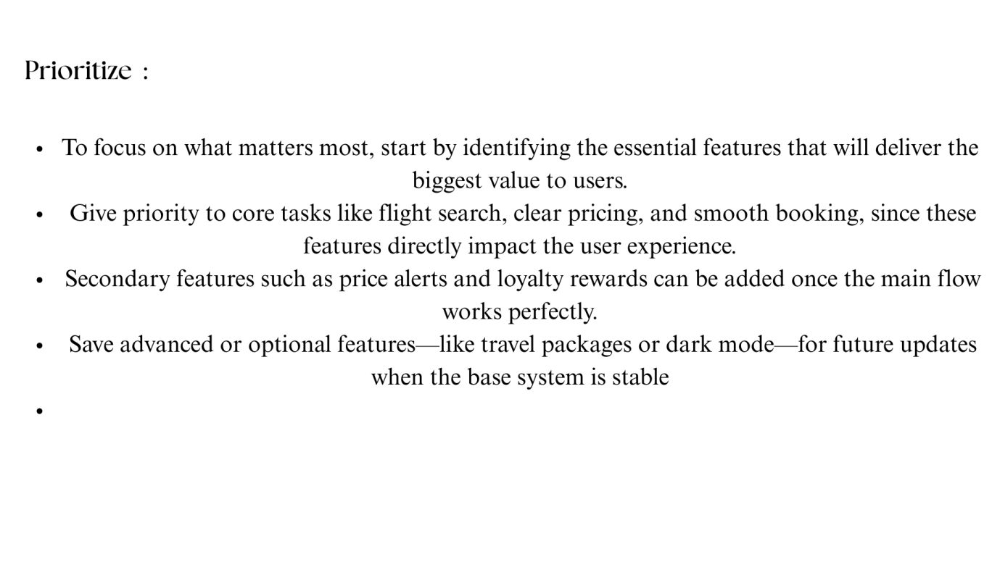 Prioritize :
• To focus on what matters most, start by identifying the essential features that will deliver the
biggest value to users.
• Give priority to core tasks like flight search, clear pricing, and smooth booking, since these
features directly impact the user experience.
• Secondary features such as price alerts and loyalty rewards can be added once the main flow
works perfectly.
• Save advanced or optional features—like travel packages or dark mode—for future updates
when the base system is stable
•